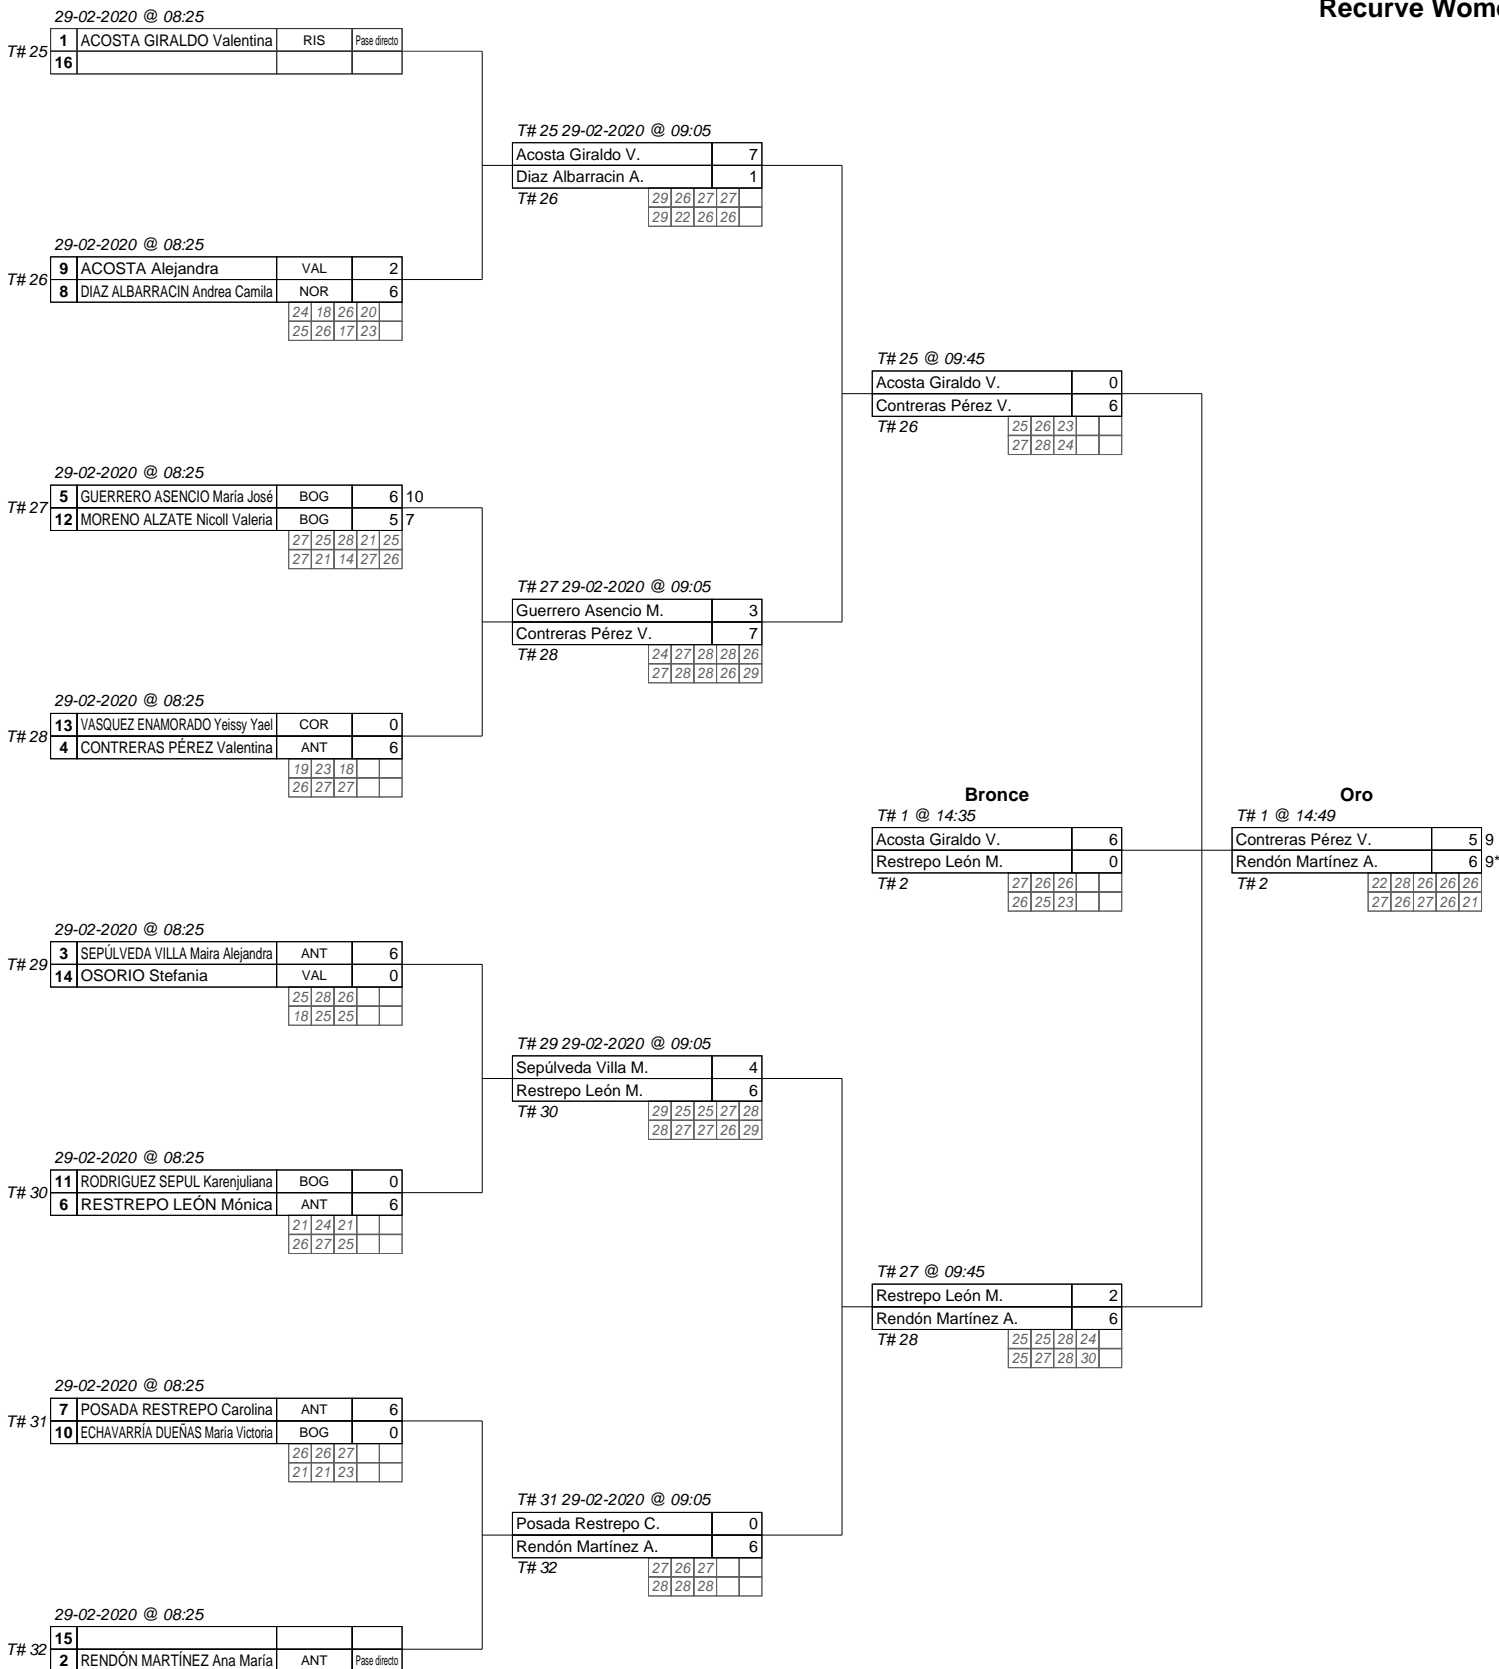 Recurve Wome
29-02-2020 @ 08:25
T# 25
1 ACOSTA GIRALDO Valentina RIS Pase directo
16
T# 25 29-02-2020 @ 09:05
Acosta Giraldo V. 7
Diaz Albarracin A. 1
T# 26 29 26 27 27
29 22 26 26
29-02-2020 @ 08:25
T# 26
9 ACOSTA Alejandra VAL 2
8 DIAZ ALBARRACIN Andrea Camila NOR 6
24 18 26 20
25 26 17 23
T# 25 @ 09:45
Acosta Giraldo V. 0
Contreras Pérez V. 6
T# 26 25 26 23
27 28 24
29-02-2020 @ 08:25
T# 27
5 GUERRERO ASENCIO María José BOG 6 10
12 MORENO ALZATE Nicoll Valeria BOG 5 7
27 25 28 21 25
27 21 14 27 26
T# 27 29-02-2020 @ 09:05
Guerrero Asencio M. 3
Contreras Pérez V. 7
T# 28 24 27 28 28 26
27 28 28 26 29
29-02-2020 @ 08:25
T# 28
13 VASQUEZ ENAMORADO Yeissy Yael COR 0
4 CONTRERAS PÉREZ Valentina ANT 6
19 23 18
26 27 27
Bronce
T# 1 @ 14:35
Acosta Giraldo V. 6
Restrepo León M. 0
T# 2 27 26 26
26 25 23
Oro
T# 1 @ 14:49
Contreras Pérez V. 5 9
Rendón Martínez A. 6 9*
T# 2 22 28 26 26 26
27 26 27 26 21
29-02-2020 @ 08:25
T# 29
3 SEPÚLVEDA VILLA Maira Alejandra ANT 6
14 OSORIO Stefania VAL 0
25 28 26
18 25 25
T# 29 29-02-2020 @ 09:05
Sepúlveda Villa M. 4
Restrepo León M. 6
T# 30 29 25 25 27 28
28 27 27 26 29
29-02-2020 @ 08:25
T# 30
11 RODRIGUEZ SEPUL Karenjuliana BOG 0
6 RESTREPO LEÓN Mónica ANT 6
21 24 21
26 27 25
T# 27 @ 09:45
Restrepo León M. 2
Rendón Martínez A. 6
T# 28 25 25 28 24
25 27 28 30
29-02-2020 @ 08:25
T# 31
7 POSADA RESTREPO Carolina ANT 6
10 ECHAVARRÍA DUEÑAS María Victoria BOG 0
26 26 27
21 21 23
T# 31 29-02-2020 @ 09:05
Posada Restrepo C. 0
Rendón Martínez A. 6
T# 32 27 26 27
28 28 28
29-02-2020 @ 08:25
T# 32
15
2 RENDÓN MARTÍNEZ Ana María ANT Pase directo